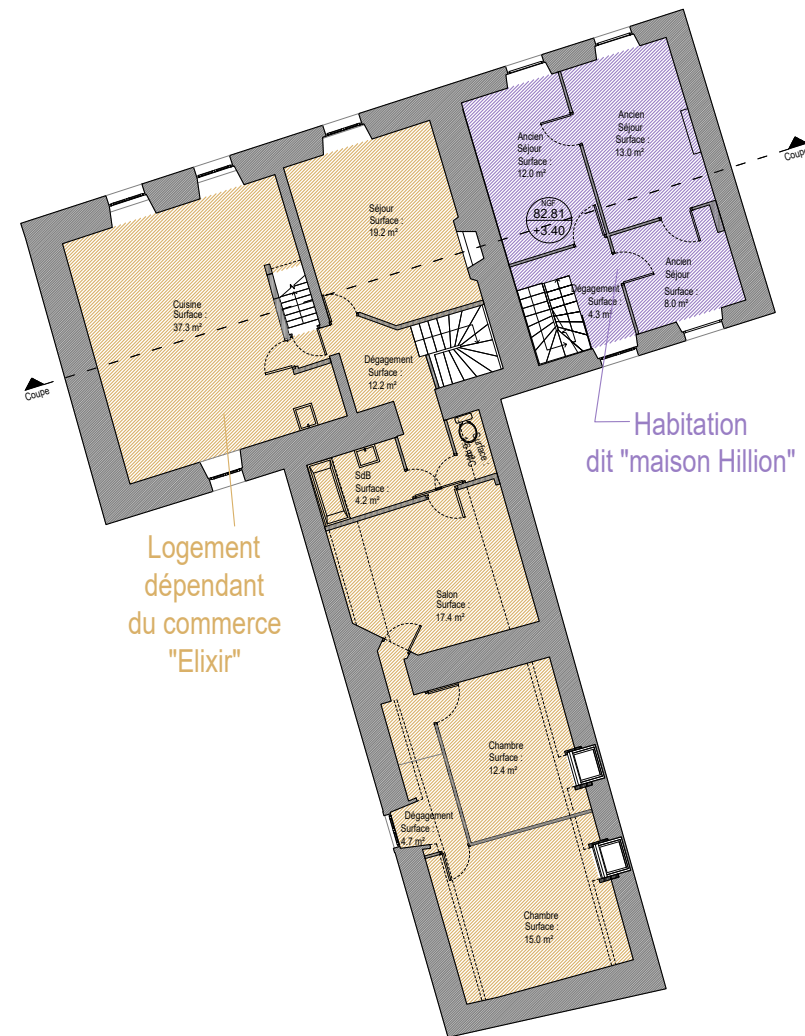 Ancien
Séjour
Surface :
13.0 m²
Ancien
Séjour
Surface :
12.0 m²
Coupe
NGF
82.81
+3.40
Séjour
Surface :
19.2 m²
Ancien
Séjour
Surface :
8.0 m²
Dégagement
Surface :
4.3 m²
Cuisine
Surface :
37.3 m²
Dégagement
Surface :
12.2 m²
Coupe
Habitation
dit "maison Hillion"
Surface :
SdB
Surface :
4.2 m²
Logement
dépendant
du commerce
"Elixir"
Salon
Surface :
17.4 m²
Chambre
Surface :
12.4 m²
Dégagement
Surface :
4.7 m²
Chambre
Surface :
15.0 m²